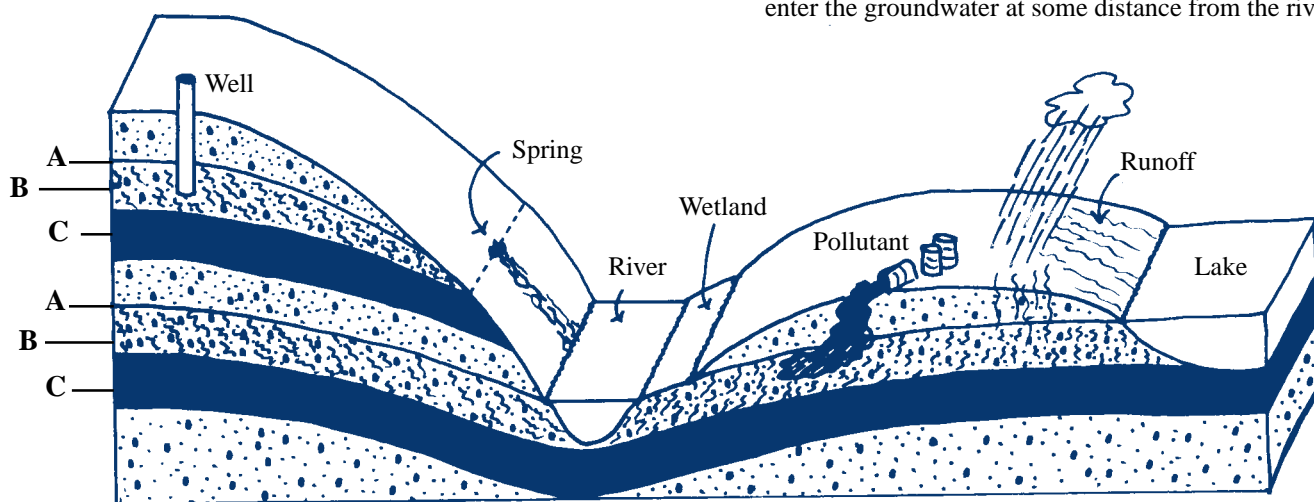 enter the groundwater at some distance from the riv
Well
Spring
Runoff
A
B
Wetland
C
Pollutant
River
Lake
A
B
C